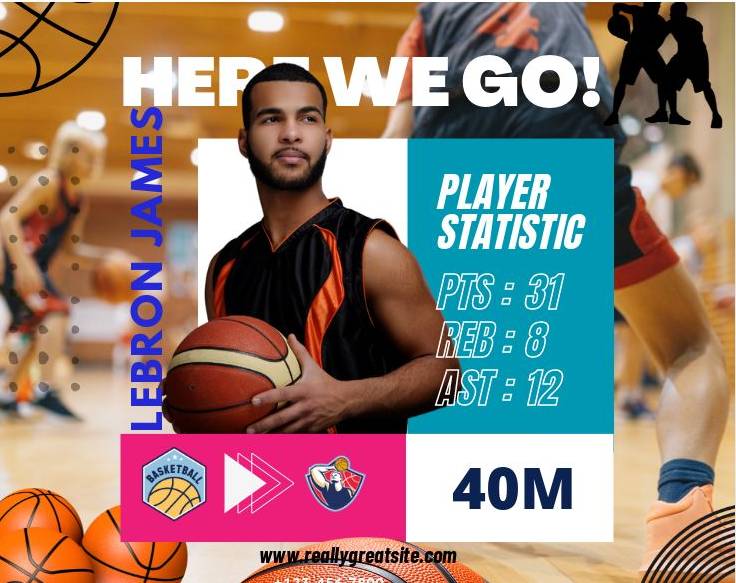 HERE WE GO!
LEBRON JAMES
PLAYER
STATISTIC
PTS : 31
REB : 8
AST : 12
BASKETBALL
40M
www.reallygreatsite.com